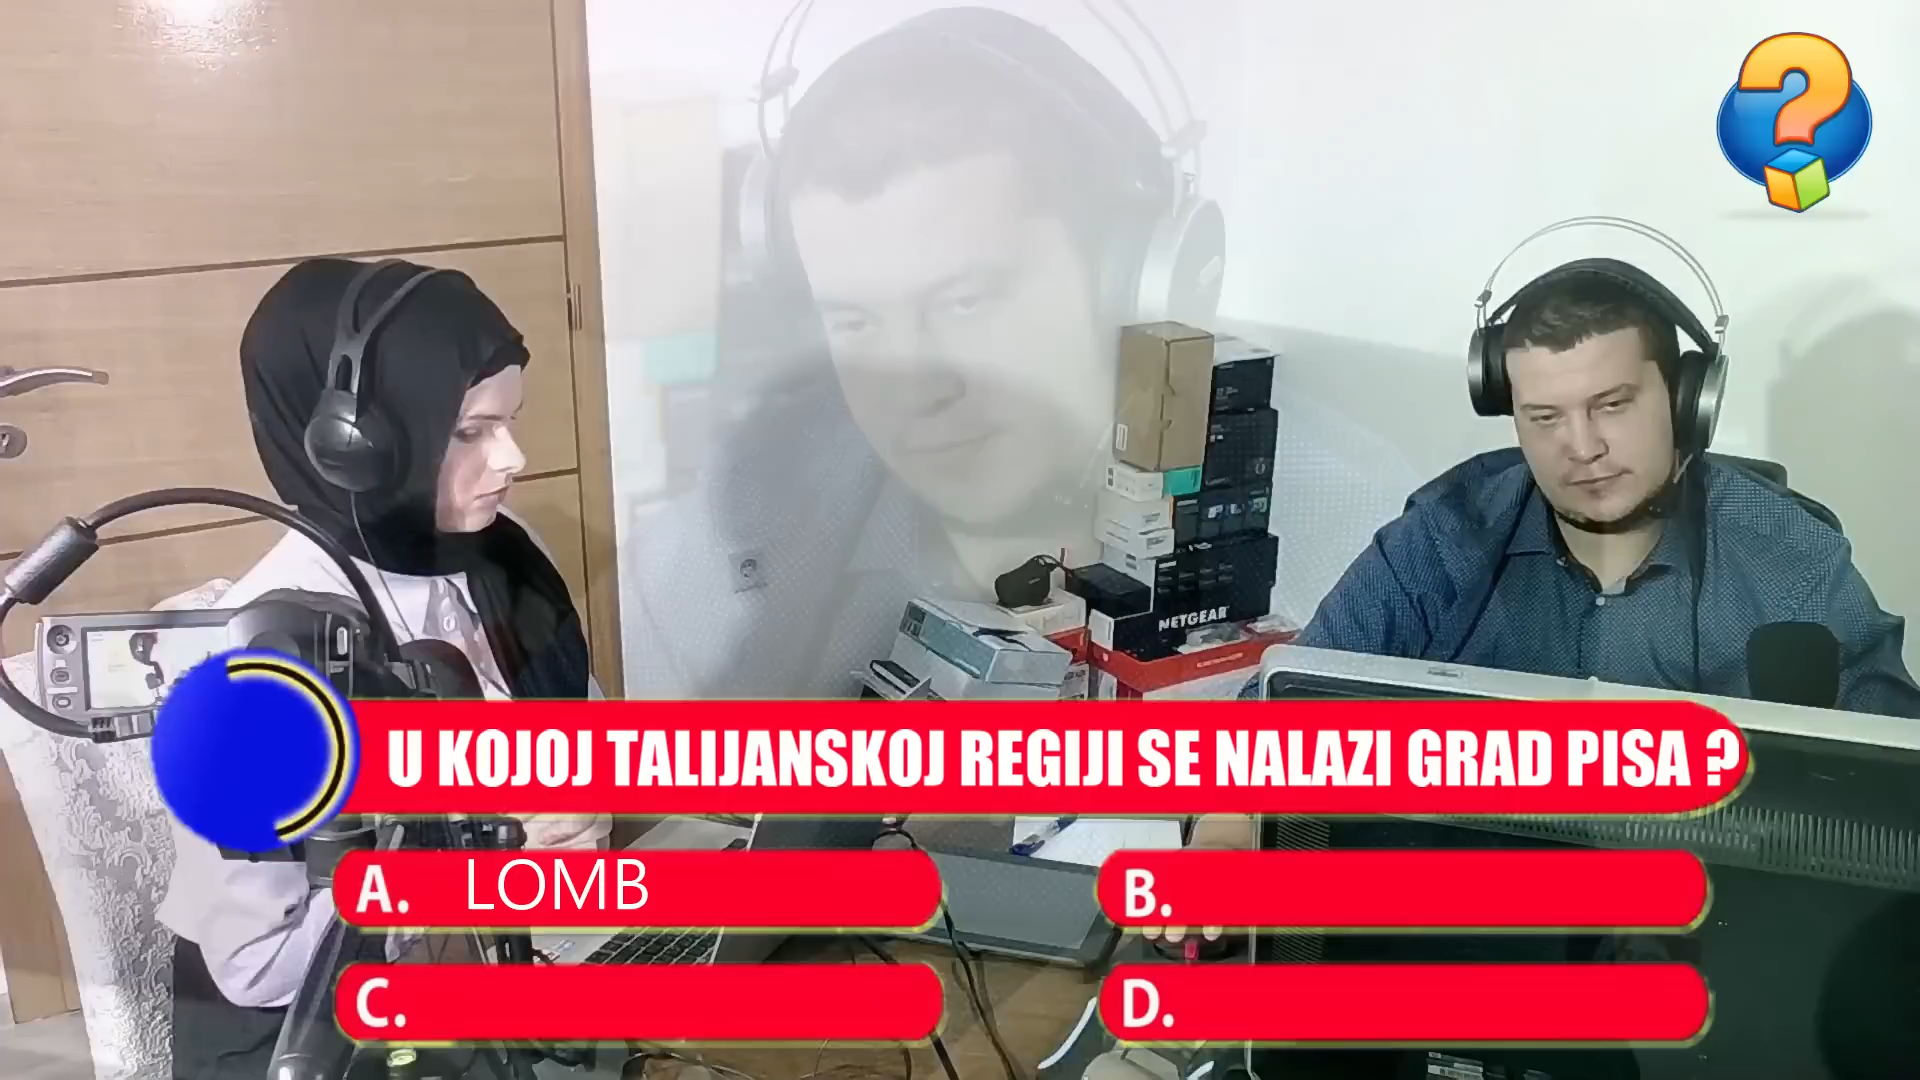 NETGEAR
U KOJOJ TALIJANSKOJ REGIJI SE NALAZI GRAD PISA ?
A. LOMB
B.
C.
D.